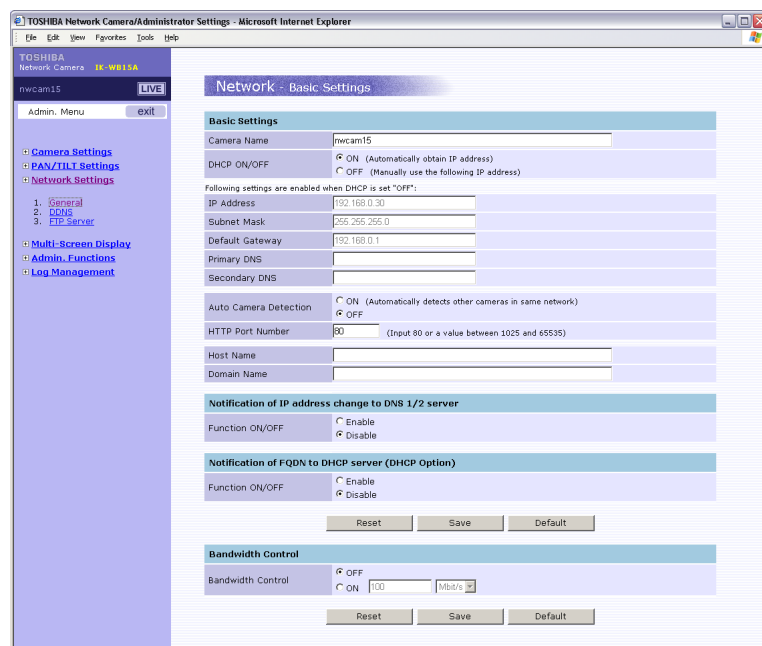 TOSHIBA Network Camera/Administrator Settings - Microsoft Internet Explorer
File Edit View Favorites Tools Help
TOSHIBA
Network Camera IK-WB15A
nwcam15 LIVE
Admin. Menu exit
Camera Settings
PAN/TILT Settings
Network Settings
1. General
2. DDNS
3. FTP Server
Multi-Screen Display
Admin. Functions
Log Management
Network - Basic Settings
Basic Settings
Camera Name nwcam15
DHCP ON/OFF
ON (Automatically obtain IP address)
OFF (Manually use the following IP address)
Following settings are enabled when DHCP is set "OFF":
IP Address 192.168.0.30
Subnet Mask 255.255.255.0
Default Gateway 192.168.0.1
Primary DNS
Secondary DNS
Auto Camera Detection
ON (Automatically detects other cameras in same network)
OFF
HTTP Port Number 80 (Input 80 or a value between 1025 and 65535)
Host Name
Domain Name
Notification of IP address change to DNS 1/2 server
Function ON/OFF
Enable
Disable
Notification of FQDN to DHCP server (DHCP Option)
Function ON/OFF
Enable
Disable
Reset Save Default
Bandwidth Control
Bandwidth Control
OFF
ON 100 Mbit/s
Reset Save Default